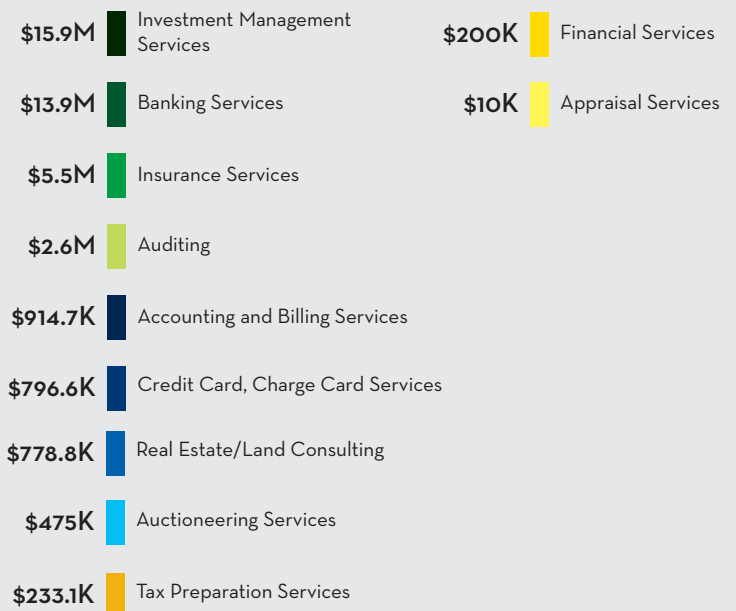 $15.9M Investment Management
Services
$13.9M Banking Services
$5.5M Insurance Services
$2.6M Auditing
$914.7K Accounting and Billing Services
$796.6K Credit Card, Charge Card Services
$778.8K Real Estate/Land Consulting
$475K Auctioneering Services
$233.1K Tax Preparation Services
$200K Financial Services
$10K Appraisal Services